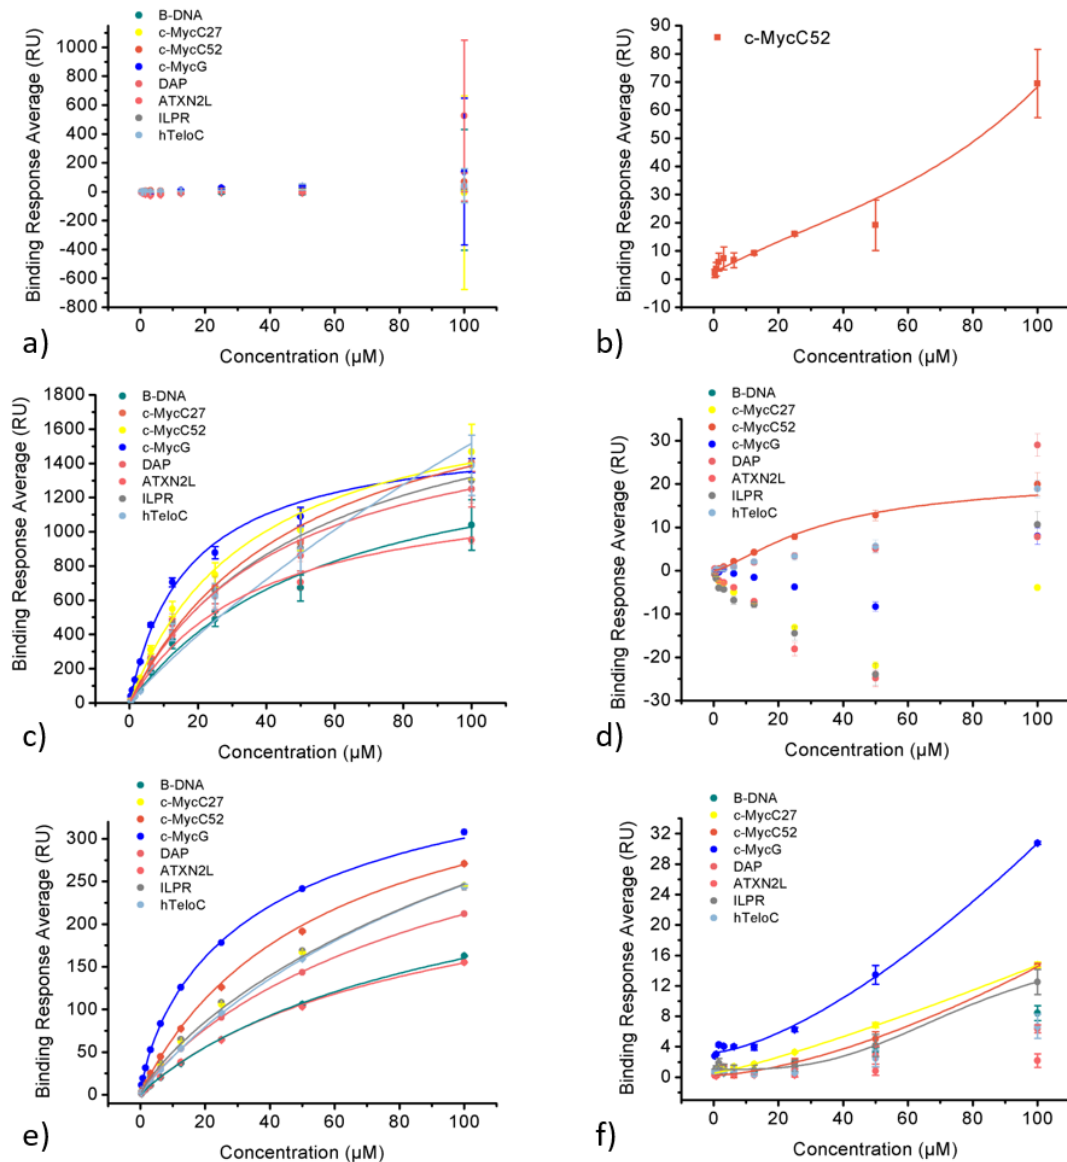 B-DNA
c-MycC27
c-MycC52
c-MycG
DAP
ATXN2L
ILPR
hTeloC
1000
800
600
400
200
0
-200
-400
-600
-800
0 20 40 60 80 100
Binding Response Average (RU)
Concentration (µM)
a)
c-MycC52
90
80
70
60
50
40
30
20
10
0
-10
0 20 40 60 80 100
Binding Response Average (RU)
Concentration (µM)
b)
B-DNA
c-MycC27
c-MycC52
c-MycG
DAP
ATXN2L
ILPR
hTeloC
1800
1600
1400
1200
1000
800
600
400
200
0
0 20 40 60 80 100
Binding Response Average (RU)
Concentration (µM)
c)
B-DNA
c-MycC27
c-MycC52
c-MycG
DAP
ATXN2L
ILPR
hTeloC
30
20
10
0
-10
-20
-30
0 20 40 60 80 100
Binding Response Average (RU)
Concentration (µM)
d)
B-DNA
c-MycC27
c-MycC52
c-MycG
DAP
ATXN2L
ILPR
hTeloC
300
250
200
150
100
50
0
0 20 40 60 80 100
Binding Response Average (RU)
Concentration (µM)
e)
B-DNA
c-MycC27
c-MycC52
c-MycG
DAP
ATXN2L
ILPR
hTeloC
32
28
24
20
16
12
8
4
0
0 20 40 60 80 100
Binding Response Average (RU)
Concentration (µM)
f)